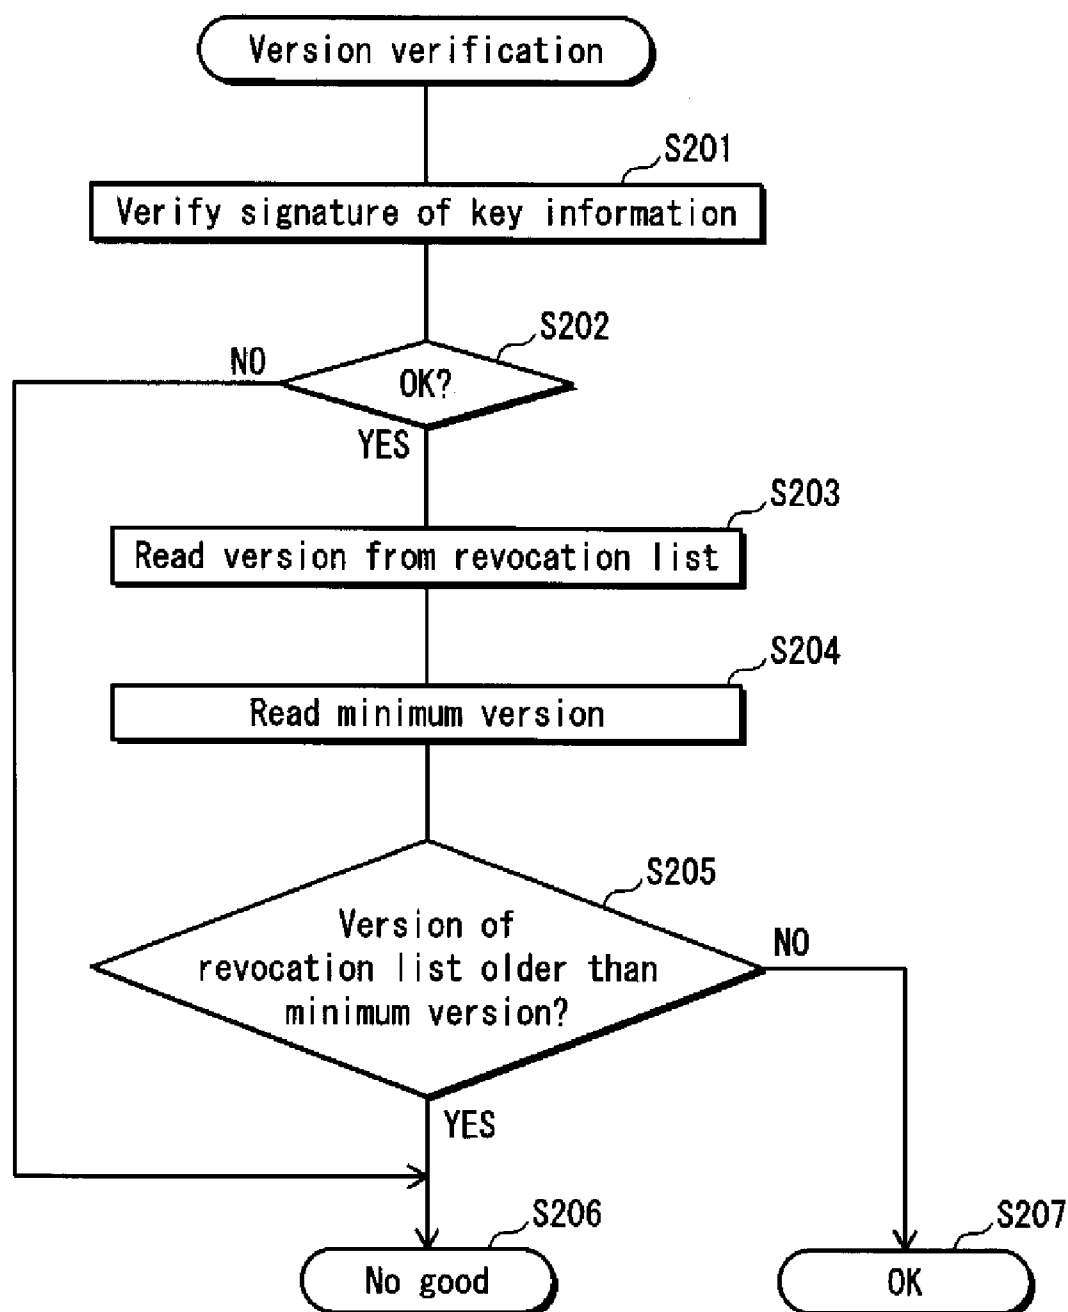 Version verification
S201
Verify signature of key information
S202
NO
OK?
YES
S203
Read version from revocation list
S204
Read minimum version
S205
Version of
revocation list older than
minimum version?
NO
YES
S206
No good
S207
OK